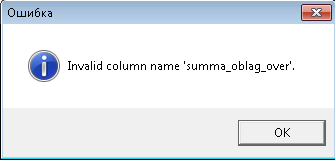 Ошибка
Invalid column name 'summa_oblag_over'.
OK